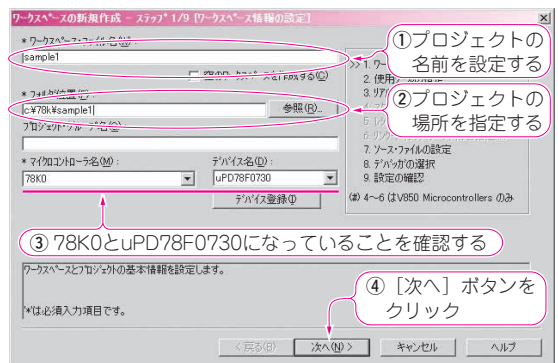 ワークスペースの新規作成 - ステップ 1/9 [ワークスペース情報の設定]
sample1
①プロジェクトの
名前を設定する
c¥78k¥sample1
参照(R)...
②プロジェクトの
場所を指定する
* マイクロコントローラ名(M):
デバイス名(D):
78K0
uPD78F0730
デバイス登録(I)
7. ソース・ファイルの設定
8. デバッガの選択
9. 設定の確認
(#) 4～6 はV850 Microcontrollers のみ
③ 78K0とuPD78F0730になっていることを確認する
ワークスペースとプロジェクトの基本情報を設定します。
'*'は必須入力項目です。
④［次へ］ボタンを
クリック
< 戻る(B)
次へ(N) >
キャンセル
ヘルプ